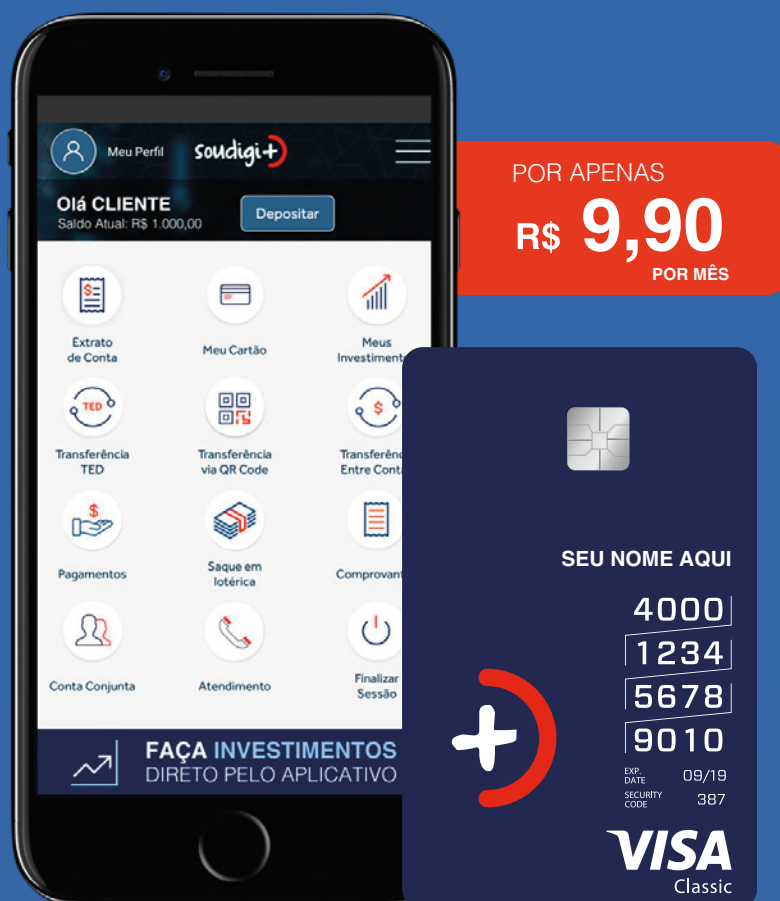 Meu Perfil
soudigi+
Olá CLIENTE
Saldo Atual: R$ 1.000,00
Depositar
POR APENAS
R$ 9,90
POR MÊS
Extrato
de Conta
Meu Cartão
Meus
Investiment
TED
Transferência
TED
Transferência
via QR Code
$
Transferên
Entre Cont
$
Pagamentos
Saque em
lotérica
Comprovan
Conta Conjunta
Atendimento
Finalizar
Sessão
FAÇA INVESTIMENTOS
DIRETO PELO APLICATIVO
SEU NOME AQUI
4000
1234
5678
9010
EXP.
DATE 09/19
SECURITY
CODE 387
VISA
Classic